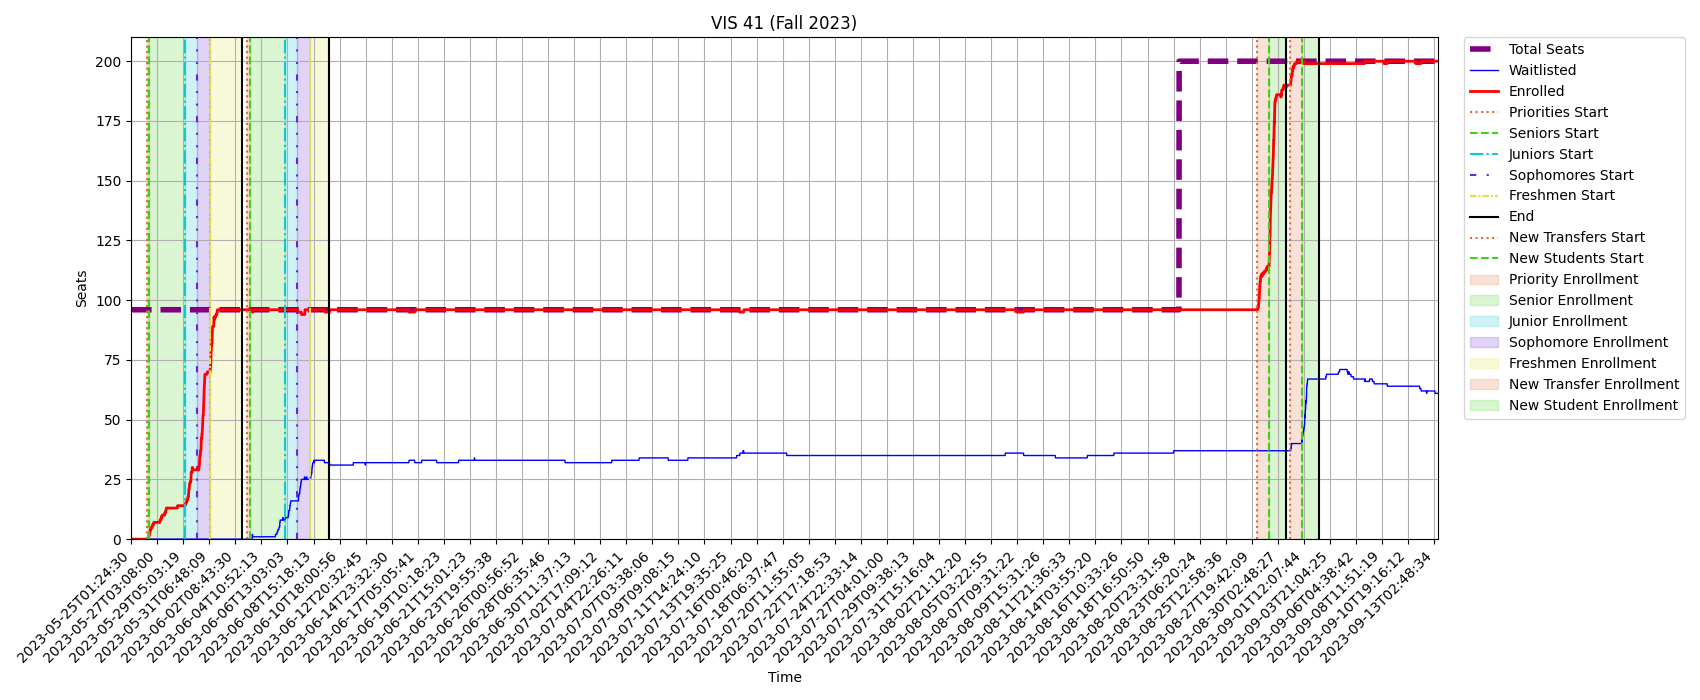 VIS 41 (Fall 2023)
Seats
200
175
150
125
100
75
50
25
0
2023-05-25T01:24:30
2023-05-27T03:08:00
2023-05-29T05:03:19
2023-05-31T06:48:09
2023-06-02T08:43:30
2023-06-04T10:52:13
2023-06-06T13:03:03
2023-06-08T15:18:13
2023-06-10T18:00:56
2023-06-12T20:32:45
2023-06-14T23:32:30
2023-06-17T05:05:41
2023-06-19T10:18:23
2023-06-21T15:01:23
2023-06-23T19:55:38
2023-06-26T00:56:52
2023-06-28T06:35:46
2023-06-30T11:37:13
2023-07-02T17:09:12
2023-07-04T22:26:11
2023-07-07T03:38:06
2023-07-09T09:08:15
2023-07-11T14:24:10
2023-07-13T19:35:25
2023-07-16T00:46:20
2023-07-18T06:37:47
2023-07-20T11:55:05
2023-07-22T17:18:53
2023-07-24T22:33:14
2023-07-27T04:01:00
2023-07-29T09:38:13
2023-07-31T15:16:04
2023-08-02T21:12:20
2023-08-05T03:22:55
2023-08-07T09:31:22
2023-08-09T15:31:26
2023-08-11T21:36:33
2023-08-14T03:55:20
2023-08-16T10:33:26
2023-08-18T16:50:50
2023-08-20T23:31:58
2023-08-23T06:20:24
2023-08-25T12:58:36
2023-08-27T19:42:09
2023-08-30T02:48:27
2023-09-01T12:07:44
2023-09-03T21:04:25
2023-09-06T04:38:42
2023-09-08T11:51:19
2023-09-10T19:16:12
2023-09-13T02:48:34
Time
Total Seats
Waitlisted
Enrolled
Priorities Start
Seniors Start
Juniors Start
Sophomores Start
Freshmen Start
End
New Transfers Start
New Students Start
Priority Enrollment
Senior Enrollment
Junior Enrollment
Sophomore Enrollment
Freshmen Enrollment
New Transfer Enrollment
New Student Enrollment